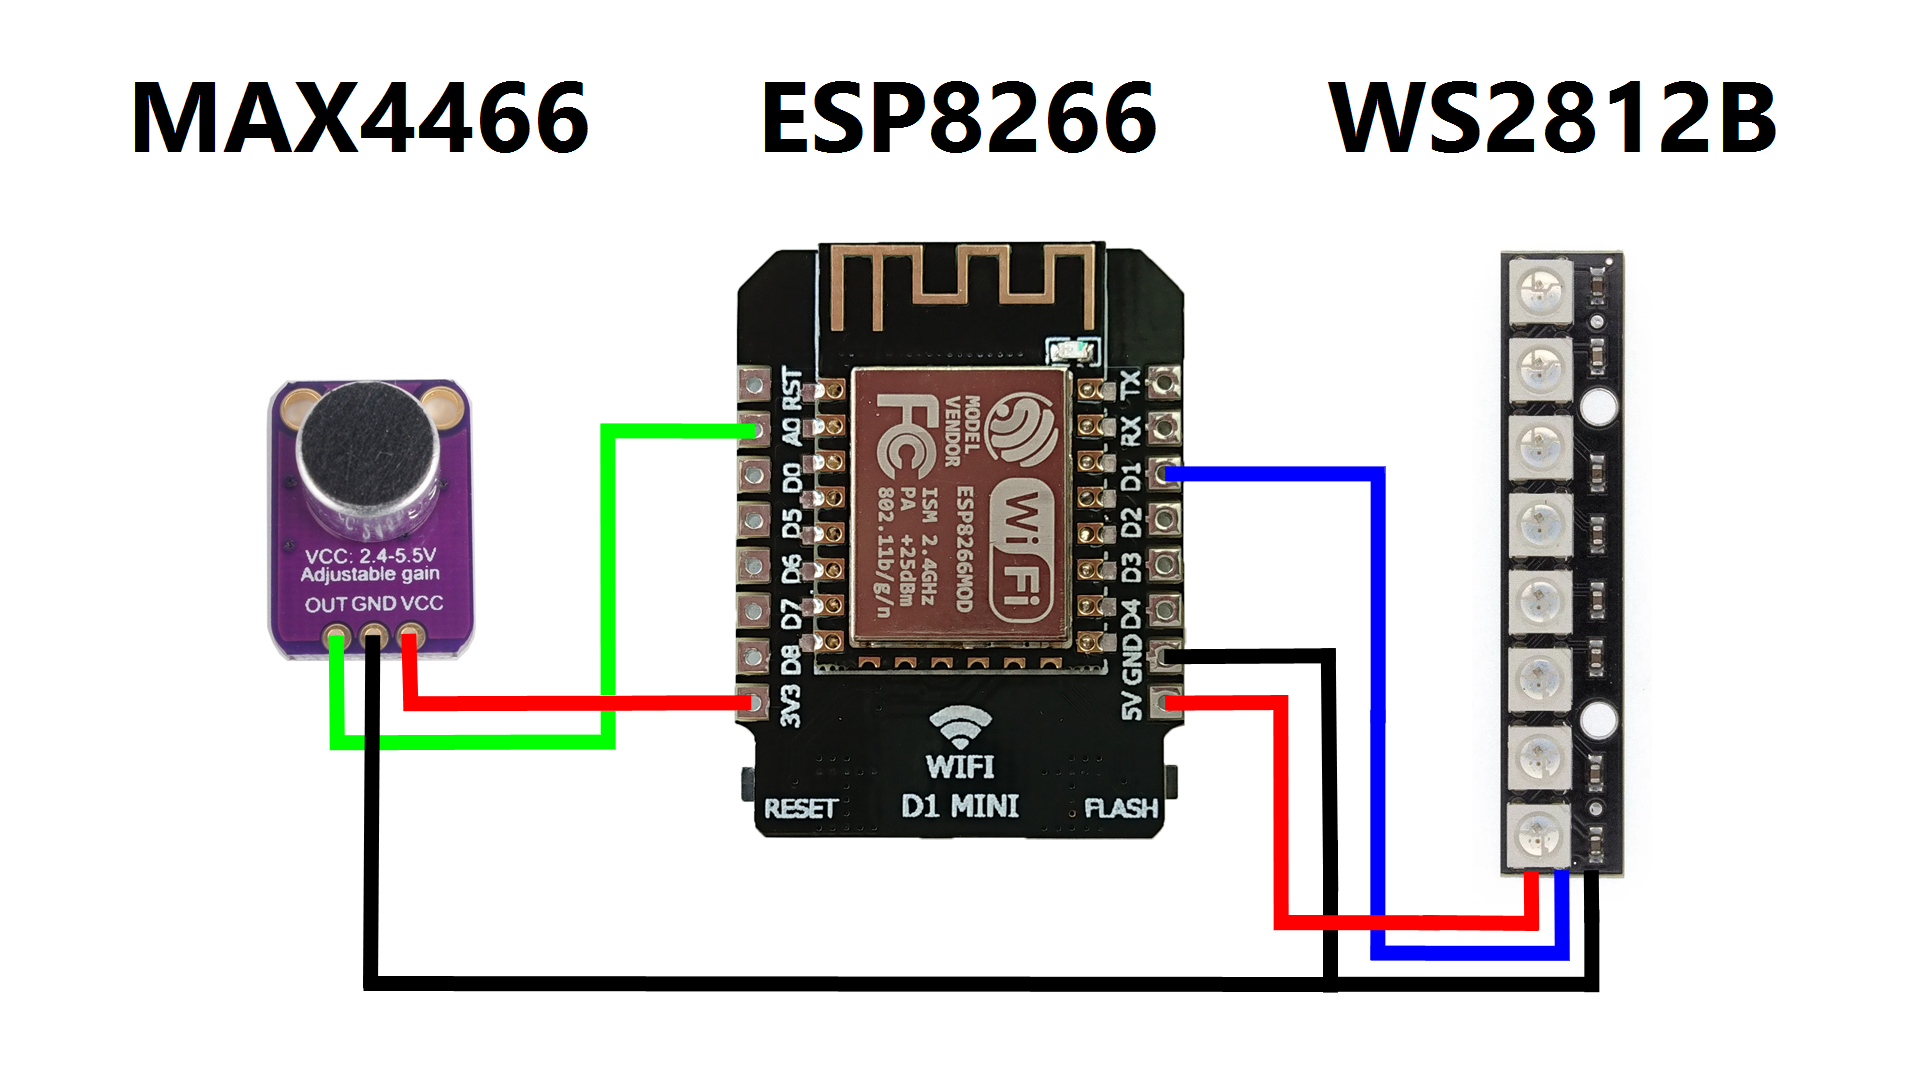 MAX4466
ESP8266
WS2812B
VCC: 2.4-5.5V
Adjustable gain
OUT GND VCC
RST
A0
D0
D5
D6
D7
D8
3V3
TX
RX
D1
D2
D3
D4
GND
5V
MODEL
VENDOR
ESP8266MOD
FC
ISM 2.4GHz
PA +25dBm
802.11b/g/n
WiFi
WIFI
D1 MINI
RESET
FLASH